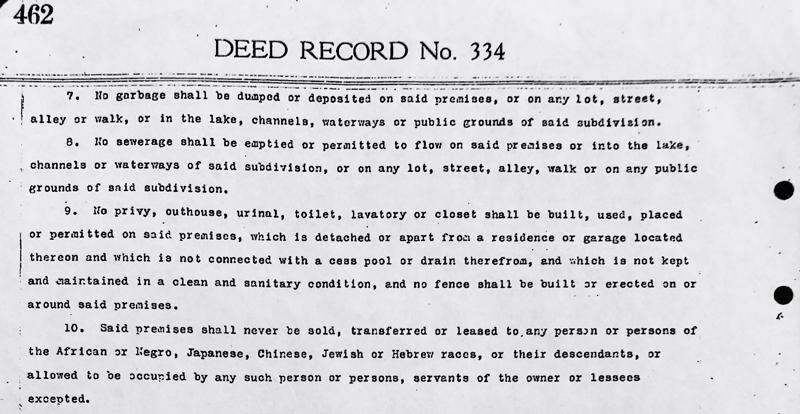 462
DEED RECORD No. 334
7. No garbage shall be dumped or deposited on said premises, or on any lot, street,
alley or walk, or in the lake, channels, waterways or public grounds of said subdivision.
8. No sewerage shall be emptied or permitted to flow on said premises or into the lake,
channels or waterways of said subdivision, or on any lot, street, alley, walk or on any public
grounds of said subdivision.
9. No privy, outhouse, urinal, toilet, lavatory or closet shall be built, used, placed
or permitted on said premises, which is detached or apart from a residence or garage located
thereon and which is not connected with a cess pool or drain therefrom, and which is not kept
and maintained in a clean and sanitary condition, and no fence shall be built or erected on or
around said premises.
10. Said premises shall never be sold, transferred or leased to any person or persons of
the African or Negro, Japanese, Chinese, Jewish or Hebrew races, or their descendants, or
allowed to be occupied by any such person or persons, servants of the owner or lessees
excepted.